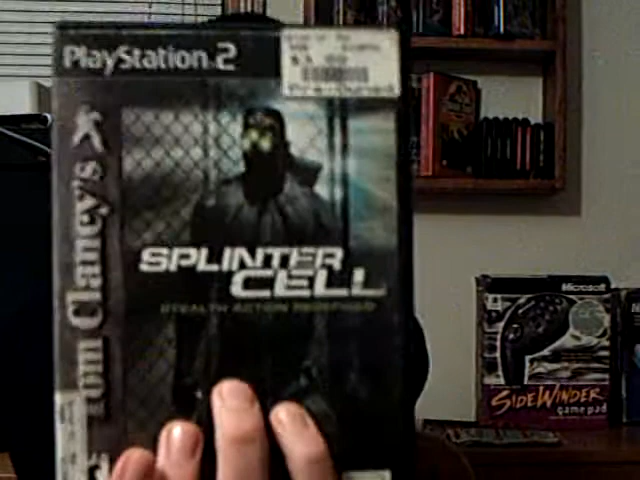 PlayStation 2
Tom Clancy's
SPLINTER
CELL
STEALTH ACTION REDEFINED
Microsoft
SIDEWINDER
game pad